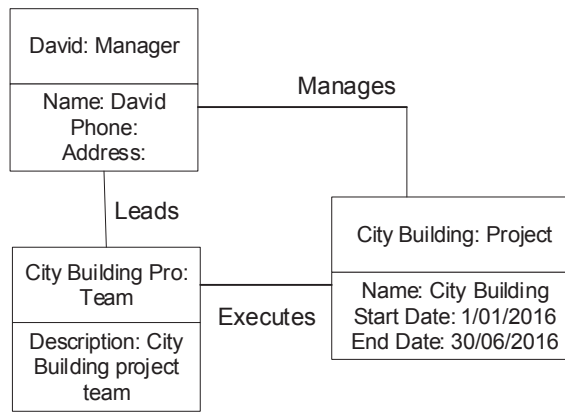 David: Manager
Name: David
Phone:
Address:
Manages
Leads
City Building Pro:
Team
Description: City
Building project
team
Executes
City Building: Project
Name: City Building
Start Date: 1/01/2016
End Date: 30/06/2016